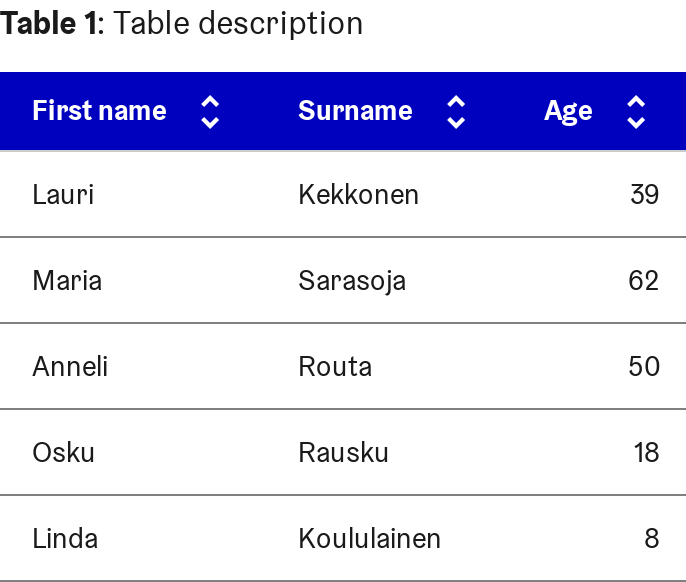 Table 1: Table description
First name Surname Age
Lauri Kekkonen 39
Maria Sarasoja 62
Anneli Routa 50
Osku Rausku 18
Linda Koululainen 8